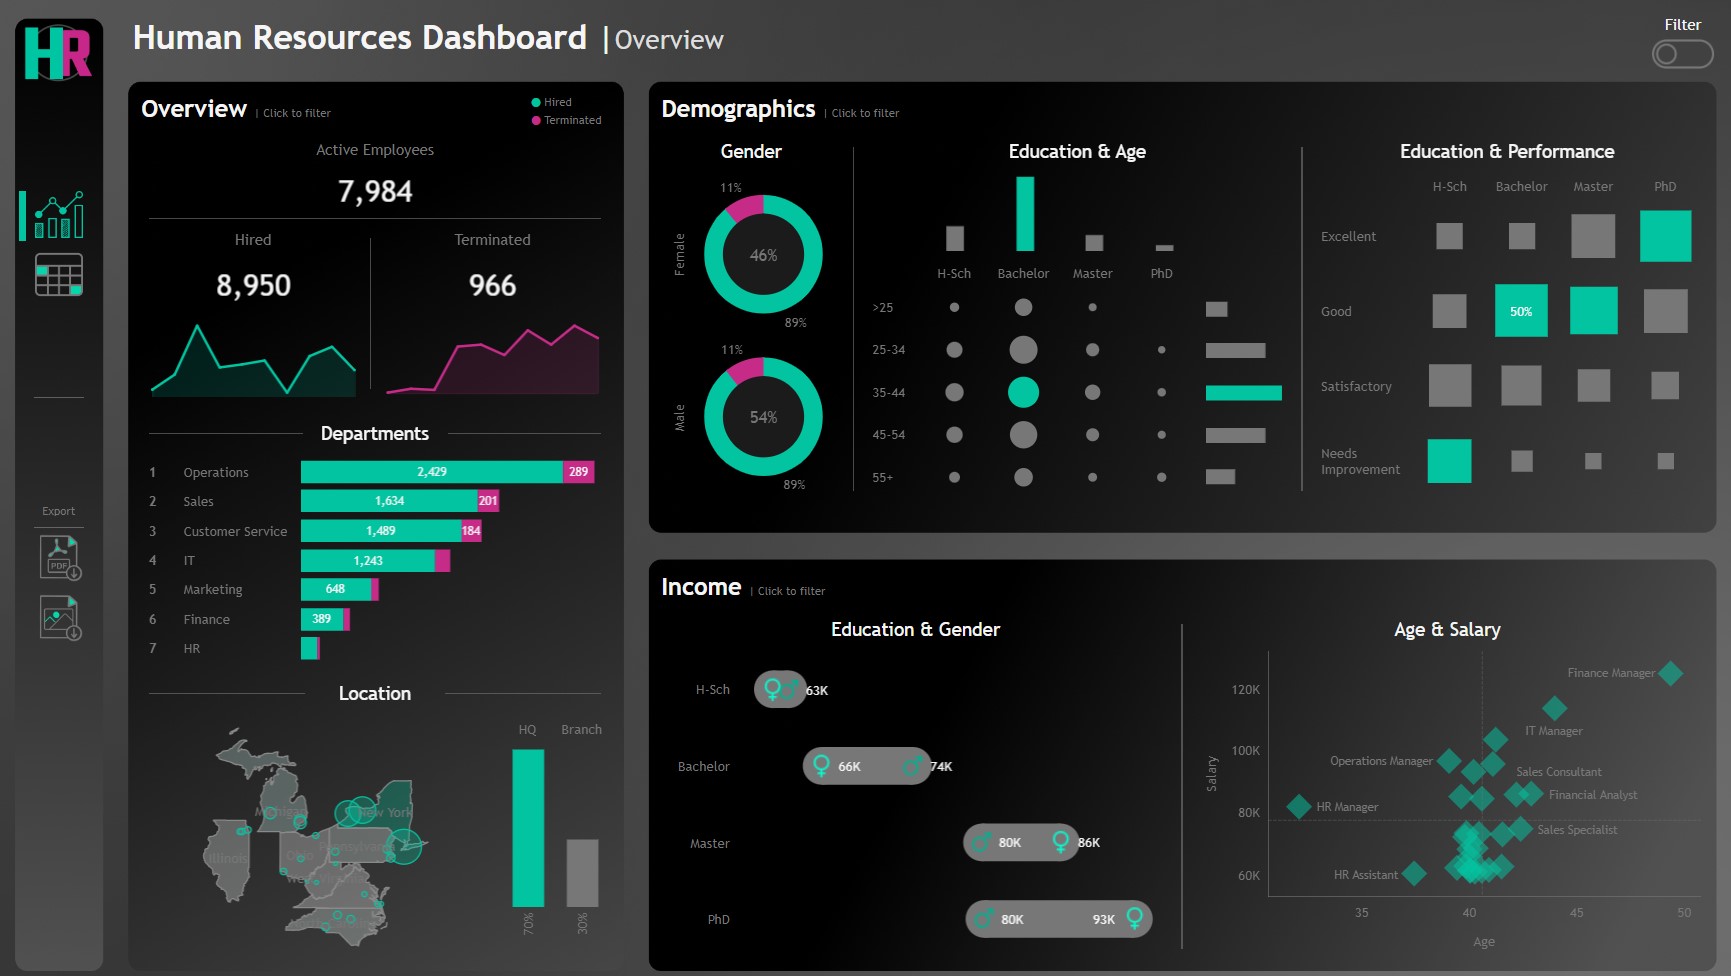 HR
Human Resources Dashboard | Overview
Filter
Overview | Click to filter
Hired
Terminated
Active Employees
7,984
Hired
8,950
Terminated
966
Departments
1 Operations 2,429 289
2 Sales 1,634 201
3 Customer Service 1,489 184
4 IT 1,243
5 Marketing 648
6 Finance 389
7 HR
Location
HQ Branch
Michigan
New York
Illinois
Ohio
Pennsylvania
70% 30%
Export
PDF
Demographics | Click to filter
Gender
Female
11%
46%
89%
Male
11%
54%
89%
Education & Age
H-Sch Bachelor Master PhD
>25
25-34
35-44
45-54
55+
Education & Performance
H-Sch Bachelor Master PhD
Excellent
Good 50%
Satisfactory
Needs
Improvement
Income | Click to filter
Education & Gender
H-Sch 63K
Bachelor 66K 74K
Master 80K 86K
PhD 80K 93K
Age & Salary
Salary
120K
100K
80K
60K
Finance Manager
IT Manager
Operations Manager
Sales Consultant
Financial Analyst
HR Manager
Sales Specialist
HR Assistant
35 40 45 50
Age